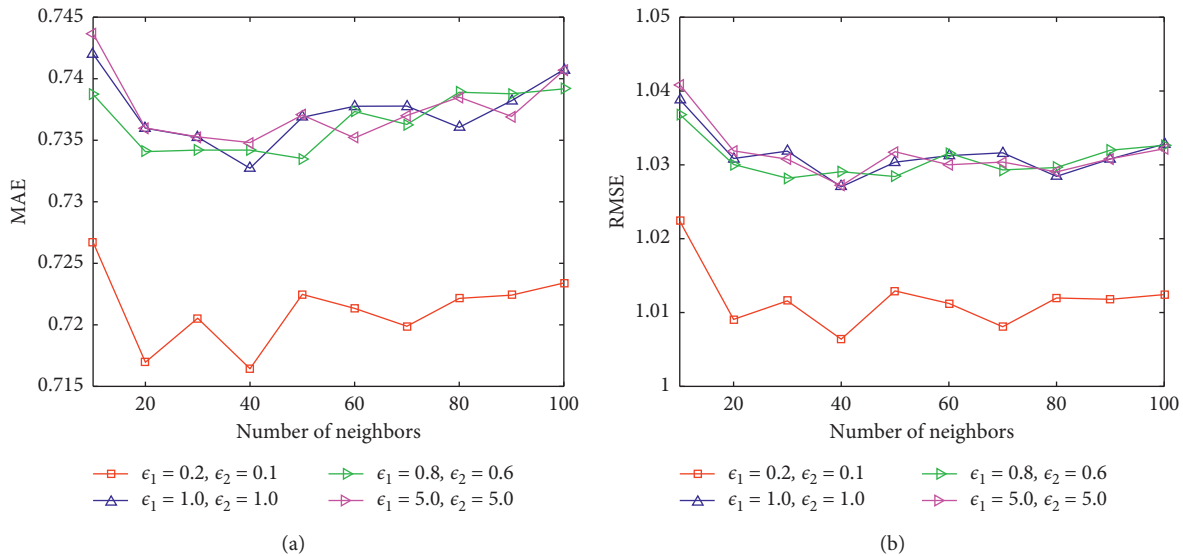 0.745
0.74
0.735
0.73
0.725
0.72
0.715
MAE
20 40 60 80 100
Number of neighbors
ϵ1 = 0.2, ϵ2 = 0.1
ϵ1 = 1.0, ϵ2 = 1.0
ϵ1 = 0.8, ϵ2 = 0.6
ϵ1 = 5.0, ϵ2 = 5.0
(a)
1.05
1.04
1.03
1.02
1.01
1
RMSE
20 40 60 80 100
Number of neighbors
ϵ1 = 0.2, ϵ2 = 0.1
ϵ1 = 1.0, ϵ2 = 1.0
ϵ1 = 0.8, ϵ2 = 0.6
ϵ1 = 5.0, ϵ2 = 5.0
(b)